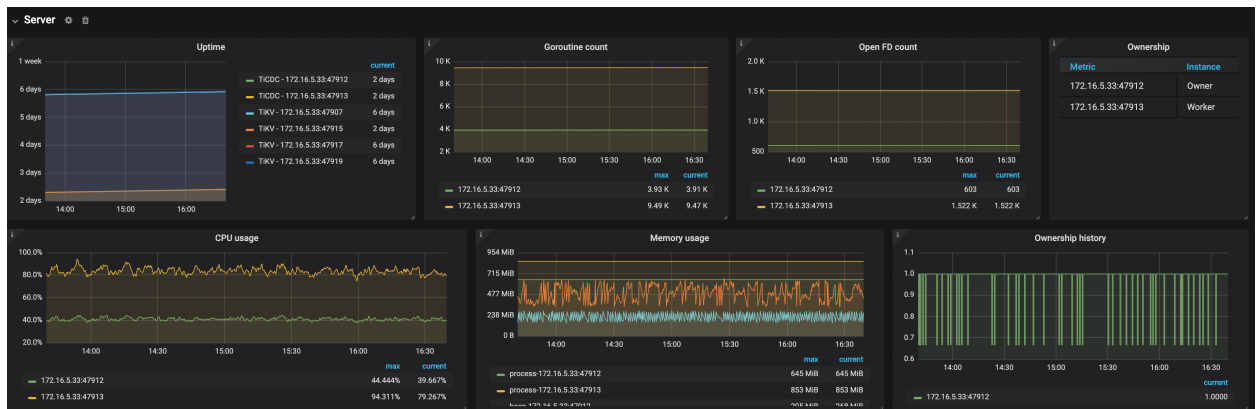 Server
Uptime
1 week
6 days
5 days
4 days
3 days
2 days
14:00 15:00 16:00
current
TiCDC - 172.16.5.33:47912 2 days
TiCDC - 172.16.5.33:47913 2 days
TiKV - 172.16.5.33:47907 6 days
TiKV - 172.16.5.33:47915 2 days
TiKV - 172.16.5.33:47917 6 days
TiKV - 172.16.5.33:47919 6 days
Goroutine count
10 K
8 K
6 K
4 K
2 K
14:00 14:30 15:00 15:30 16:00 16:30
max current
172.16.5.33:47912 3.93 K 3.91 K
172.16.5.33:47913 9.49 K 9.47 K
Open FD count
2.0 K
1.5 K
1.0 K
500
14:00 14:30 15:00 15:30 16:00 16:30
max current
172.16.5.33:47912 603 603
172.16.5.33:47913 1.522 K 1.522 K
Ownership
Metric Instance
172.16.5.33:47912 Owner
172.16.5.33:47913 Worker
CPU usage
100.0%
80.0%
60.0%
40.0%
20.0%
14:00 14:30 15:00 15:30 16:00 16:30
max current
172.16.5.33:47912 44.444% 39.667%
172.16.5.33:47913 94.311% 79.267%
Memory usage
954 MiB
715 MiB
477 MiB
238 MiB
0 B
14:00 14:30 15:00 15:30 16:00 16:30
max current
process-172.16.5.33:47912 645 MiB 645 MiB
process-172.16.5.33:47913 853 MiB 853 MiB
Ownership history
1.1
1.0
0.9
0.8
0.7
0.6
14:00 14:30 15:00 15:30 16:00 16:30
current
172.16.5.33:47912 1.0000